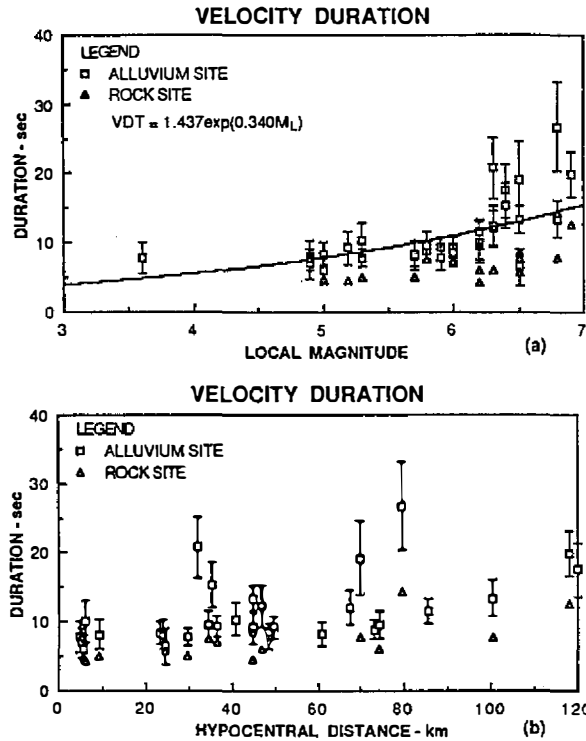 VELOCITY DURATION
40
30
20
10
0
DURATION - sec
LEGEND
ALLUVIUM SITE
ROCK SITE
VDT = 1.437exp(0.340ML)
3 4 5 6 7
LOCAL MAGNITUDE
(a)
VELOCITY DURATION
40
30
20
10
0
DURATION - sec
LEGEND
ALLUVIUM SITE
ROCK SITE
0 20 40 60 80 100 120
HYPOCENTRAL DISTANCE - km
(b)